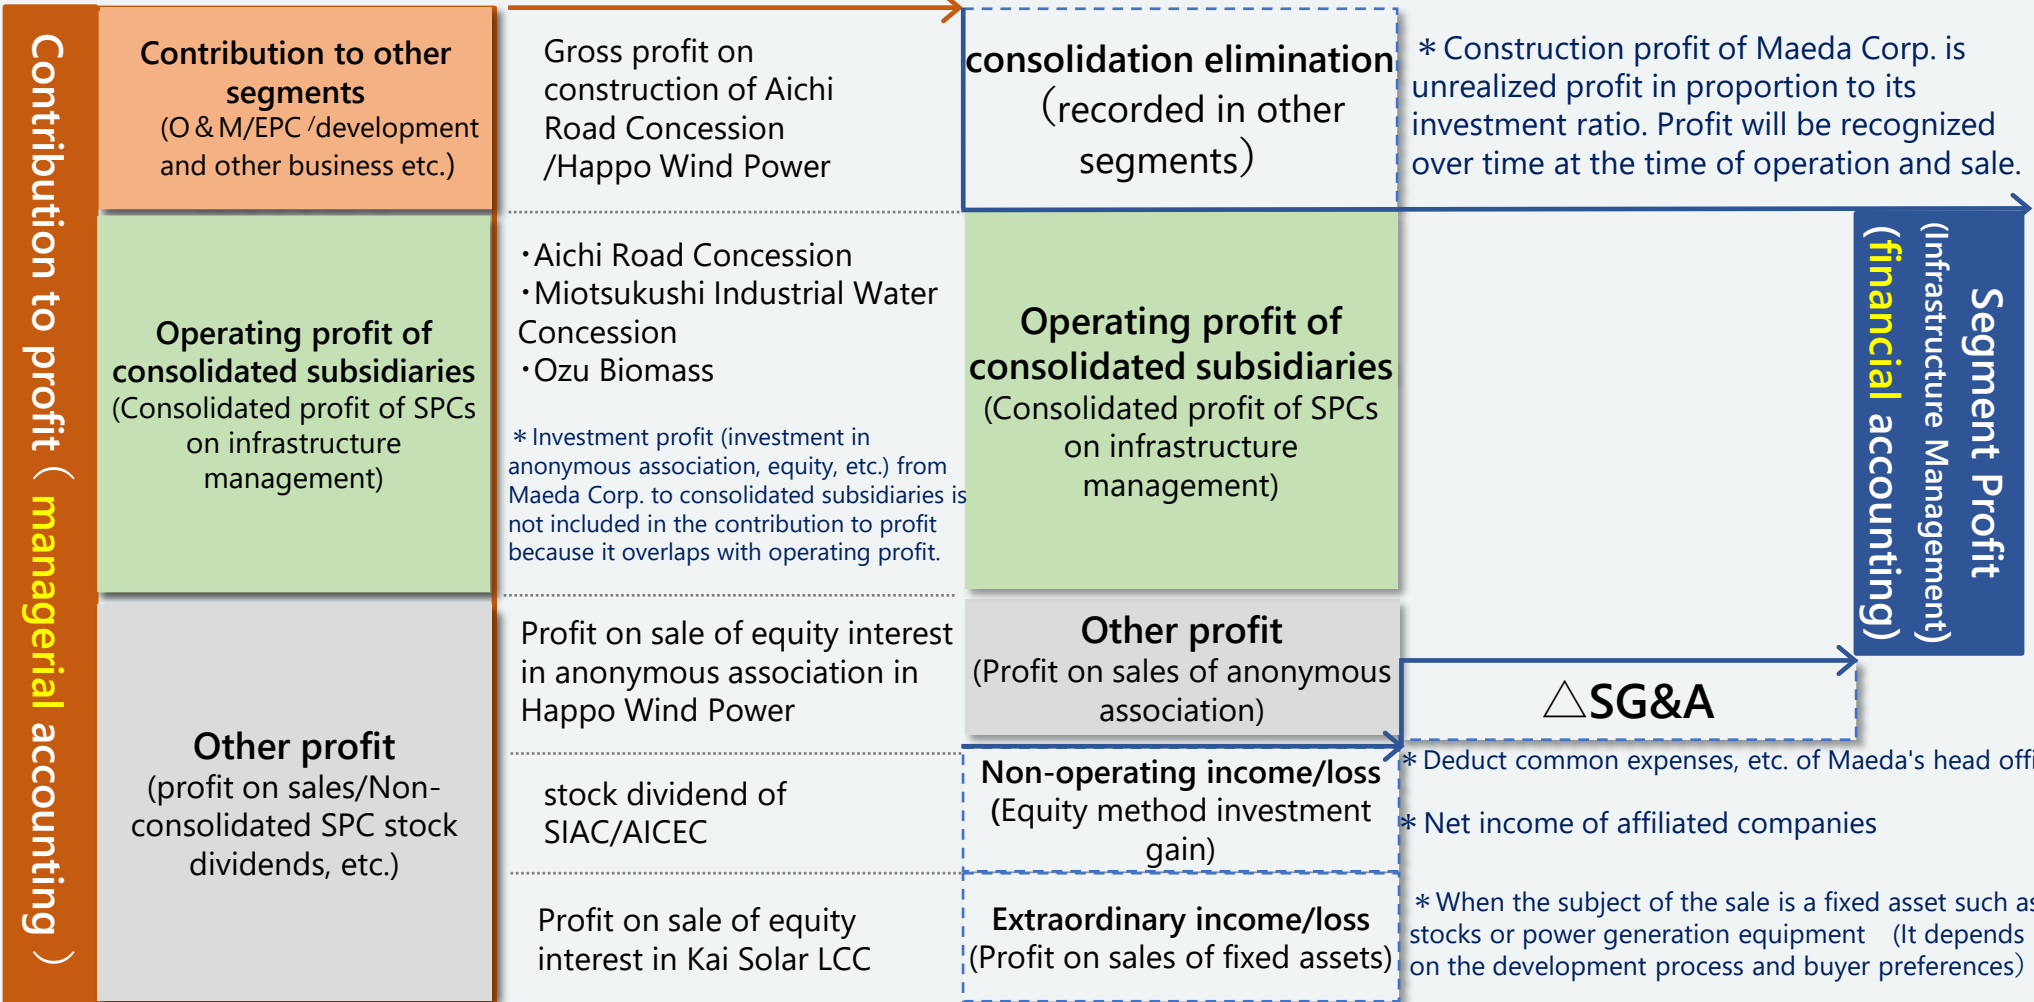 Contribution to profit（managerial accounting）
Contribution to other
segments
(O＆M/EPC /development
and other business etc.)
Gross profit on
construction of Aichi
Road Concession
/Happo Wind Power
consolidation elimination
（recorded in other
segments）
＊Construction profit of Maeda Corp. is
unrealized profit in proportion to its
investment ratio. Profit will be recognized
over time at the time of operation and sale.
Operating profit of
consolidated subsidiaries
(Consolidated profit of SPCs
on infrastructure
management)
・Aichi Road Concession
・Miotsukushi Industrial Water
Concession
・Ozu Biomass
＊Investment profit (investment in
anonymous association, equity, etc.) from
Maeda Corp. to consolidated subsidiaries is
not included in the contribution to profit
because it overlaps with operating profit.
Operating profit of
consolidated subsidiaries
(Consolidated profit of SPCs
on infrastructure
management)
Segment Profit
(Infrastructure Management)
(financial accounting)
Other profit
(profit on sales/Non-
consolidated SPC stock
dividends, etc.)
Profit on sale of equity interest
in anonymous association in
Happo Wind Power
Other profit
(Profit on sales of anonymous
association)
△SG&A
＊Deduct common expenses, etc. of Maeda's head offi
stock dividend of
SIAC/AICEC
Non-operating income/loss
(Equity method investment
gain)
＊Net income of affiliated companies
Profit on sale of equity
interest in Kai Solar LCC
Extraordinary income/loss
(Profit on sales of fixed assets)
＊When the subject of the sale is a fixed asset such as
stocks or power generation equipment （It depends
on the development process and buyer preferences）